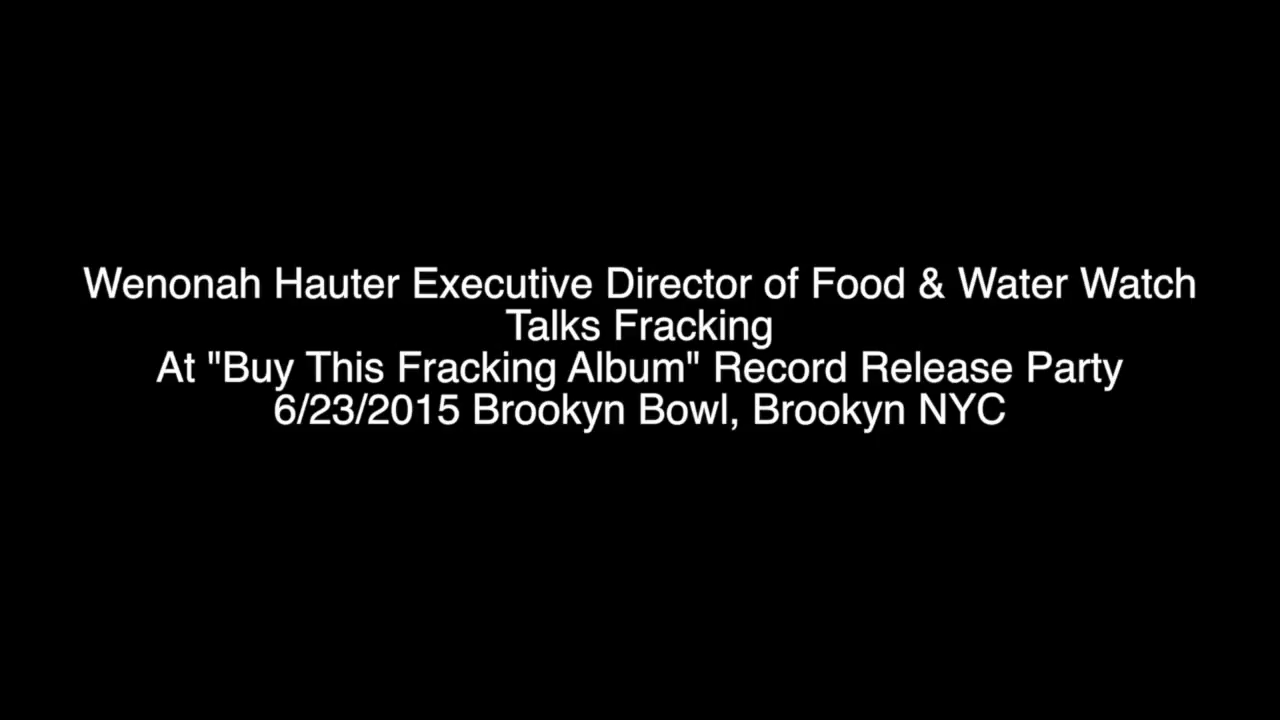 Wenonah Hauter Executive Director of Food & Water Watch
Talks Fracking
At "Buy This Fracking Album" Record Release Party
6/23/2015 Brookyn Bowl, Brookyn NYC